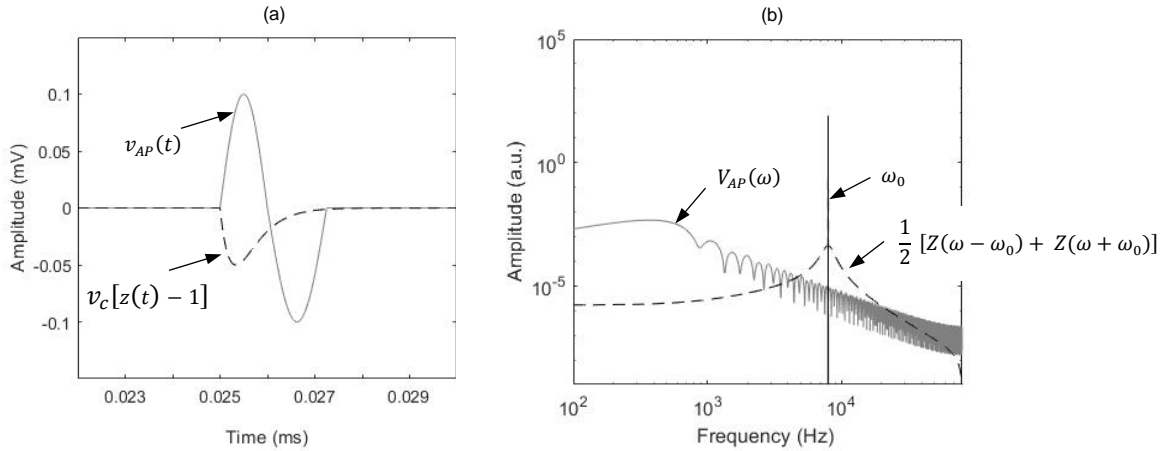 (a)
Amplitude (mV)
0.1
0.05
0
-0.05
-0.1
v_AP(t)
v_C[z(t) − 1]
0.023
0.025
0.027
0.029
Time (ms)
(b)
Amplitude (a.u.)
10^5
10^0
10^-5
V_AP(ω)
ω_0
1/2 [Z(ω − ω_0) + Z(ω + ω_0)]
10^2
10^3
10^4
Frequency (Hz)